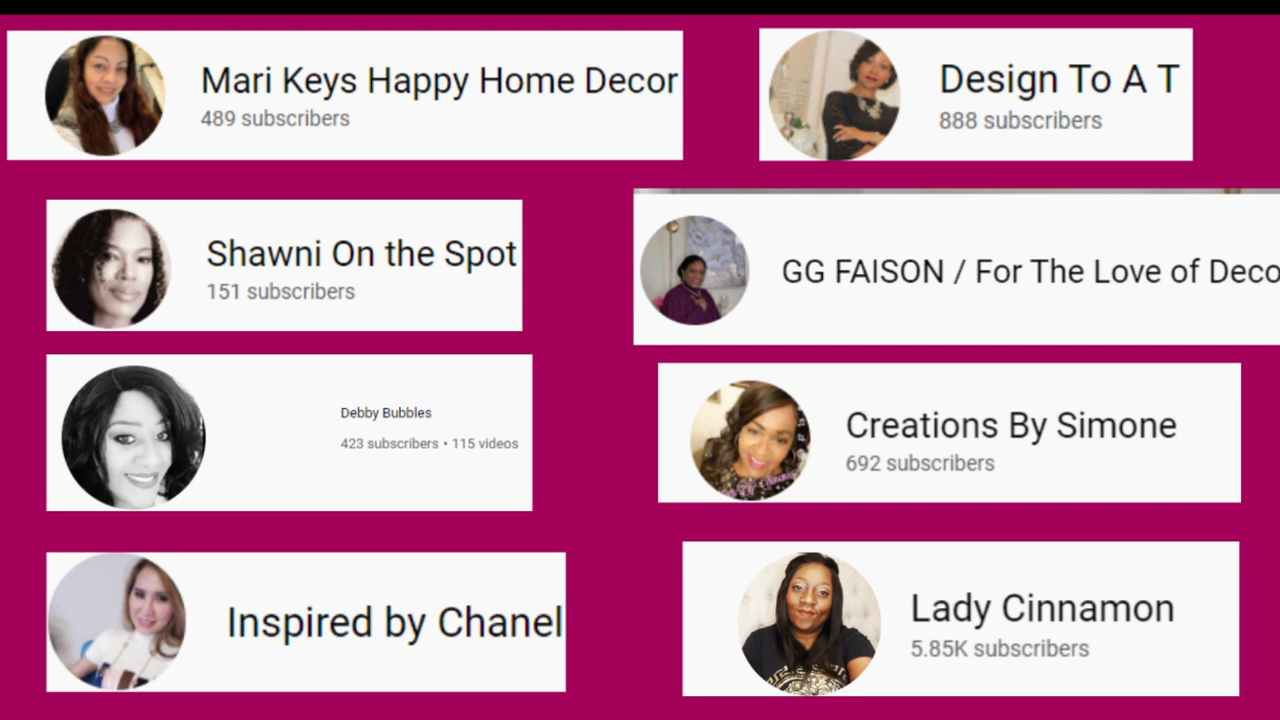 Mari Keys Happy Home Decor
489 subscribers
Design To A T
888 subscribers
Shawni On the Spot
151 subscribers
GG FAISON / For The Love of Deco
Debby Bubbles
423 subscribers • 115 videos
Creations By Simone
692 subscribers
Inspired by Chanel
Lady Cinnamon
5.85K subscribers